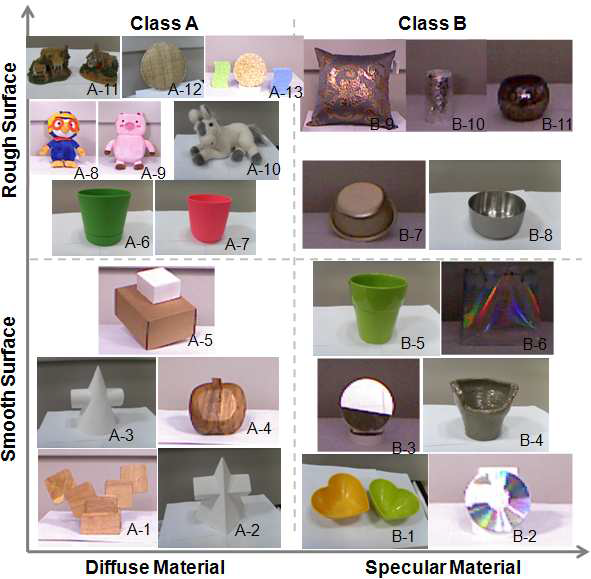 Class A
Class B
Rough Surface
A-11
A-12
A-13
B-9
B-10
B-11
A-8
A-9
A-10
A-6
A-7
B-7
B-8
Smooth Surface
A-5
B-5
B-6
A-3
A-4
B-3
B-4
A-1
A-2
B-1
B-2
Diffuse Material
Specular Material